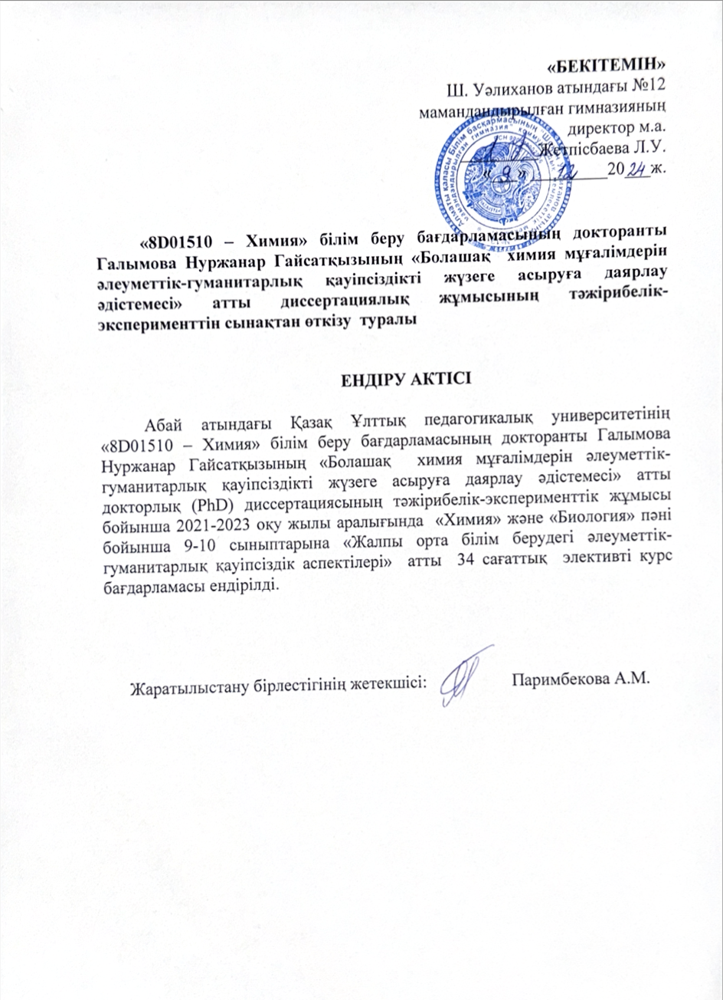 «БЕКІТЕМІН»
Ш. Уәлиханов атындағы №12
мамандандырылған гимназияның
директор м.а.
Жетпісбаева Л.У.
« 9 » 12 2024 ж.
«8D01510 – Химия» білім беру бағдарламасының докторанты
Галымова Нуржанар Гайсатқызының «Болашақ химия мұғалімдерін
әлеуметтік-гуманитарлық қауіпсіздікті жүзеге асыруға даярлау
әдістемесі» атты диссертациялық жұмысының тәжірибелік-
эксперименттін сынақтан өткізу туралы
ЕНДІРУ АКТІСІ
Абай атындағы Қазақ Ұлттық педагогикалық университетінің
«8D01510 – Химия» білім беру бағдарламасының докторанты Галымова
Нуржанар Гайсатқызының «Болашақ химия мұғалімдерін әлеуметтік-
гуманитарлық қауіпсіздікті жүзеге асыруға даярлау әдістемесі» атты
докторлық (PhD) диссертациясының тәжірибелік-эксперименттік жұмысы
бойынша 2021-2023 оқу жылы аралығында «Химия» және «Биология» пәні
бойынша 9-10 сыныптарына «Жалпы орта білім берудегі әлеуметтік-
гуманитарлық қауіпсіздік аспектілері» атты 34 сағаттық элективті курс
бағдарламасы ендірілді.
Жаратылыстану бірлестігінің жетекшісі: Паримбекова А.М.